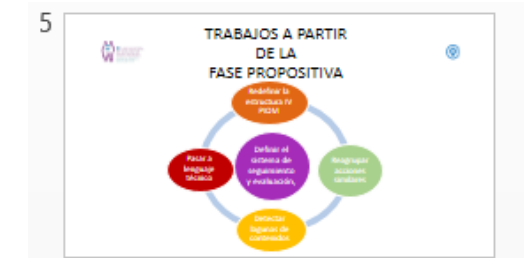 5
TRABAJOS A PARTIR
DE LA
FASE PROPOSITIVA
Redefinir la
estructura IV
PIOM
Definir el
sistema de
seguimiento
y evaluación,
Pasar a
lenguaje
técnico
Reagrupar
acciones
similares
Detectar
lagunas de
contenidos